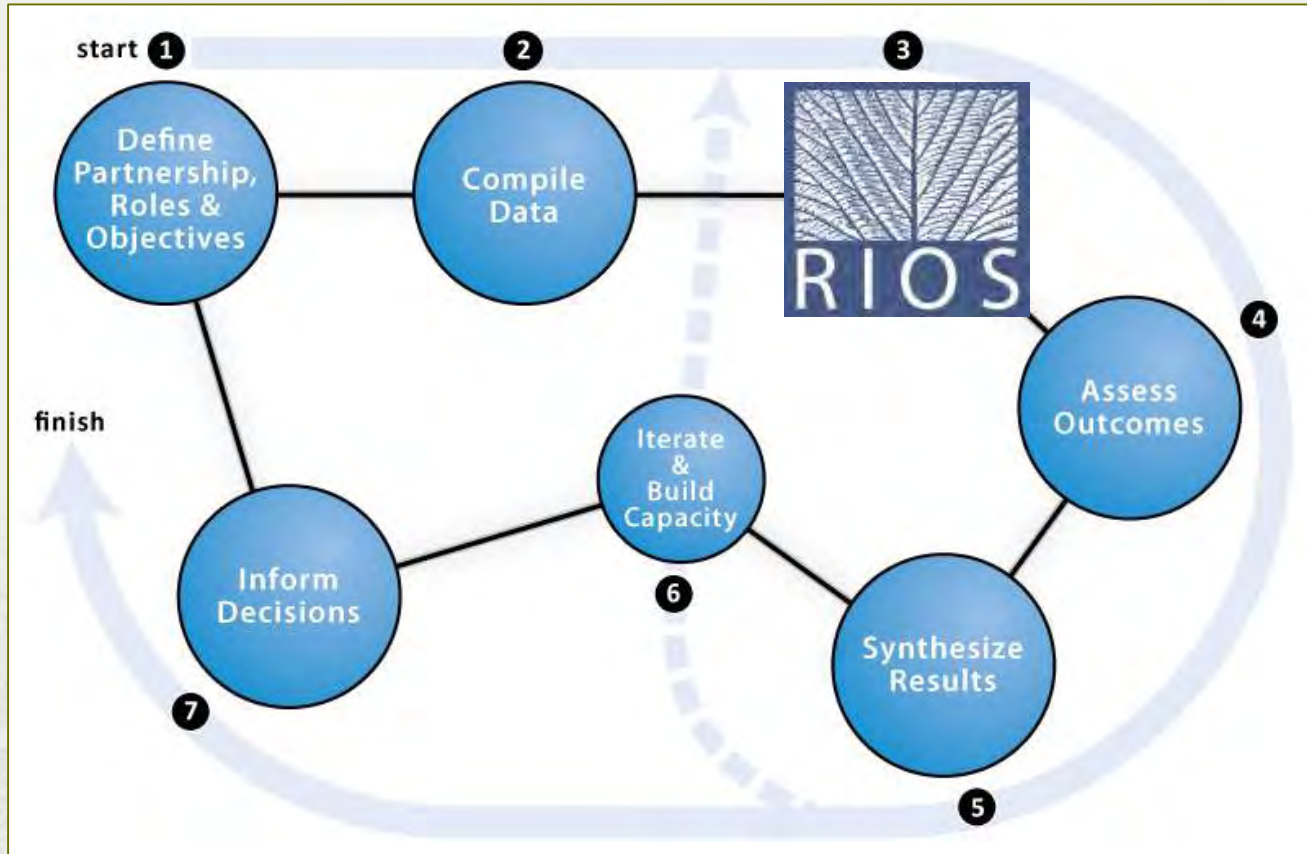 start 1
Define
Partnership,
Roles &
Objectives
2
Compile
Data
3
RIOS
4
Assess
Outcomes
5
Synthesize
Results
6
Iterate
&
Build
Capacity
7
Inform
Decisions
finish